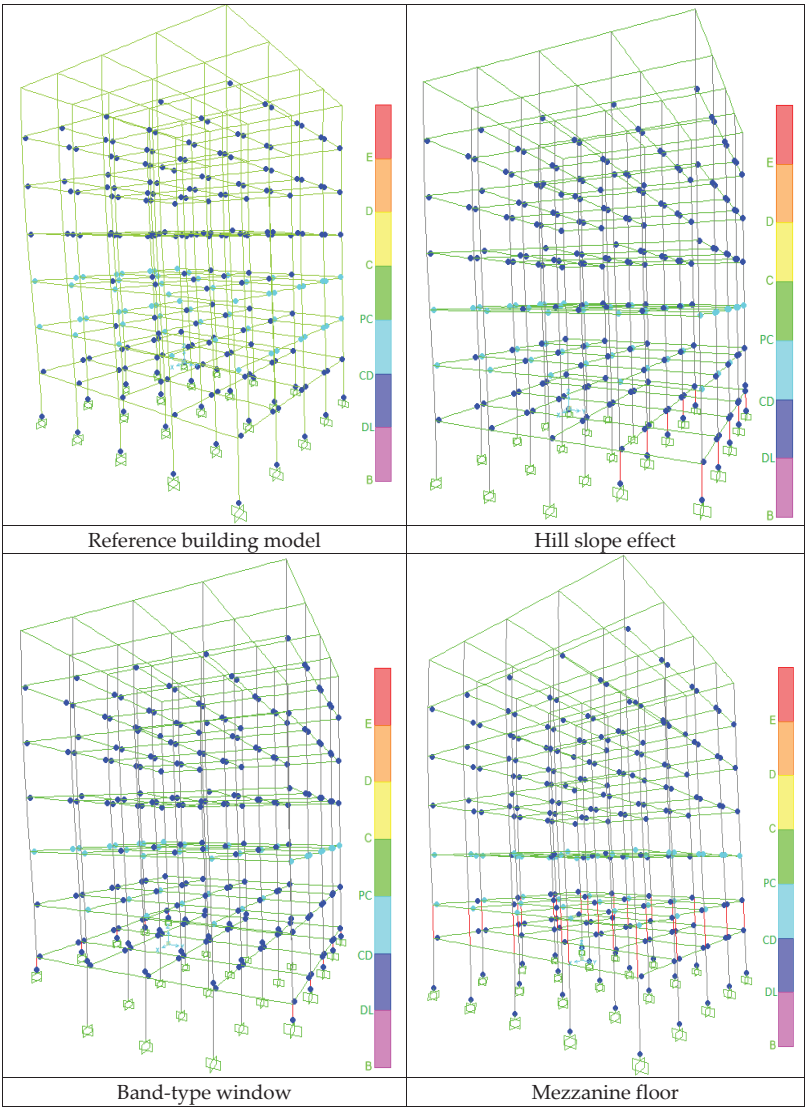 E
D
C
PC
CD
DL
B
E
D
C
PC
CD
DL
B
Reference building model
Hill slope effect
E
D
C
PC
CD
DL
B
E
D
C
PC
CD
DL
B
Band-type window
Mezzanine floor